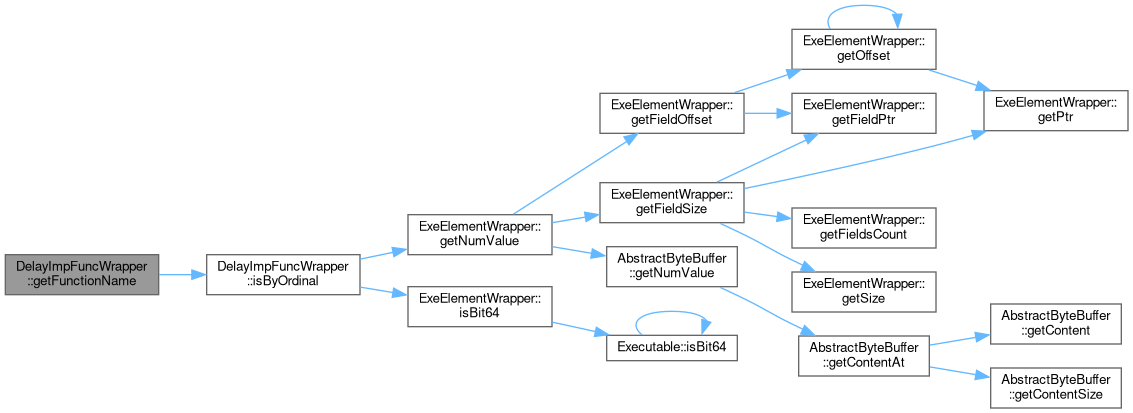 DelayImpFuncWrapper
::getFunctionName
DelayImpFuncWrapper
::isByOrdinal
ExeElementWrapper::
getNumValue
ExeElementWrapper::
isBit64
ExeElementWrapper::
getFieldOffset
ExeElementWrapper::
getFieldSize
AbstractByteBuffer
::getNumValue
Executable::isBit64
ExeElementWrapper::
getOffset
ExeElementWrapper::
getFieldPtr
ExeElementWrapper::
getFieldsCount
ExeElementWrapper::
getSize
AbstractByteBuffer
::getContentAt
ExeElementWrapper::
getPtr
AbstractByteBuffer
::getContent
AbstractByteBuffer
::getContentSize